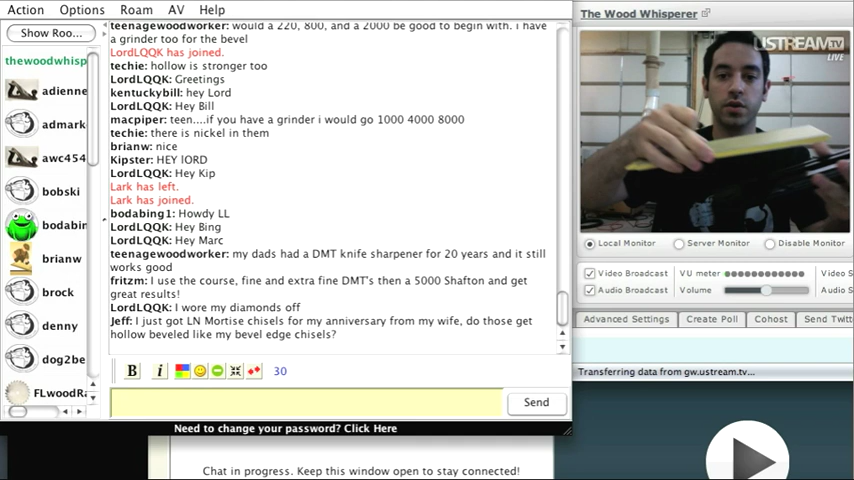 Action Options Roam AV Help
The Wood Whisperer
Show Roo...
thewoodwhisp
adienne
admark
awc454
bobski
bodabin
brianw
brock
denny
dog2be
FLwoodRa
teenagewoodworker: would a 220, 800, and a 2000 be good to begin with. i have
a grinder too for the bevel
LordLQQK has joined.
techie: hollow is stronger too
LordLQQK: Greetings
kentuckybill: hey Lord
LordLQQK: Hey Bill
macpiper: teen....if you have a grinder i would go 1000 4000 8000
techie: there is nickel in them
brianw: nice
Kipster: HEY lORD
LordLQQK: Hey Kip
Lark has left.
Lark has joined.
bodabing1: Howdy LL
LordLQQK: Hey Bing
LordLQQK: Hey Marc
teenagewoodworker: my dads had a DMT knife sharpener for 20 years and it still
works good
fritzm: I use the course, fine and extra fine DMT's then a 5000 Shafton and get
great results!
LordLQQK: I wore my diamonds off
Jeff: I just got LN Mortise chisels for my anniversary from my wife, do those get
hollow beveled like my bevel edge chisels?
B i 30
Send
Need to change your password? Click Here
Chat in progress. Keep this window open to stay connected!
USTREAM.TV
LIVE
Local Monitor Server Monitor Disable Monitor
Video Broadcast VU meter Video S
Audio Broadcast Volume Audio S
Advanced Settings Create Poll Cohost Send Twitt
Transferring data from gw.ustream.tv...